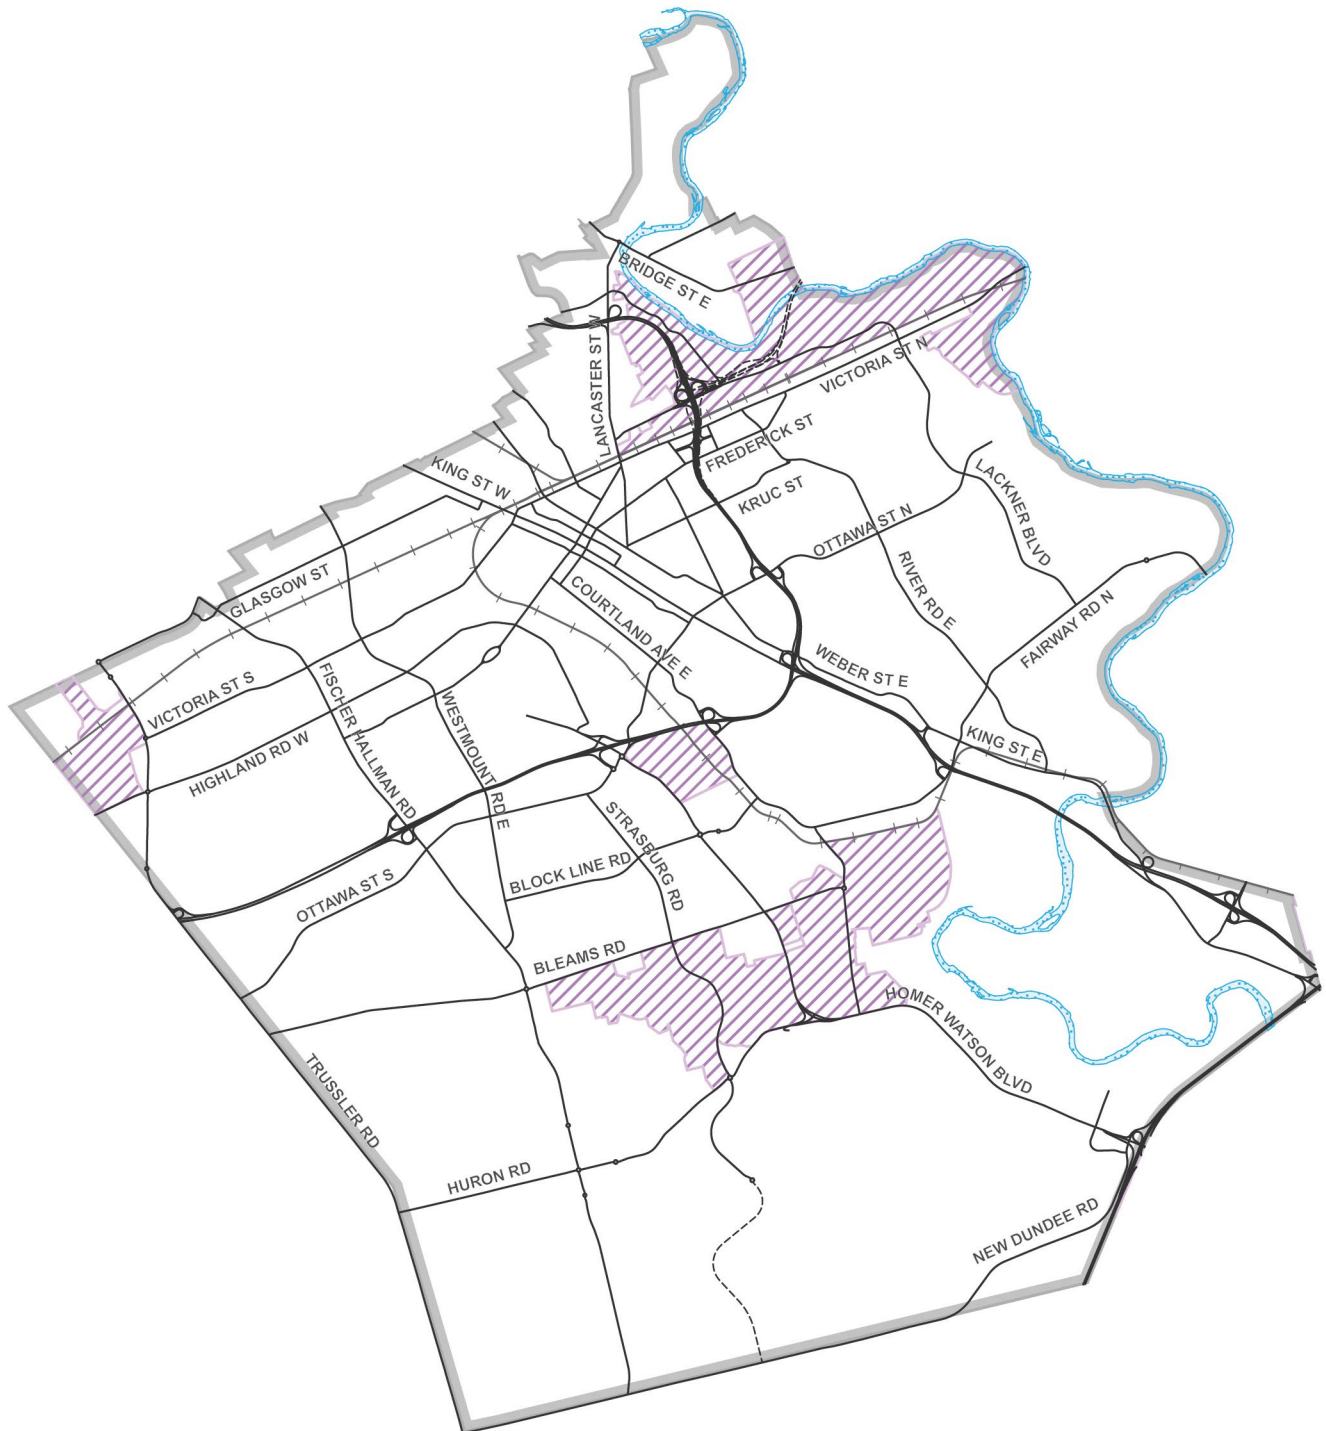 BRIDGE ST E
LANCASTER ST W
VICTORIA ST N
FREDERICK ST
KING ST W
KRUC ST
LACKNER BLVD
OTTAWA ST N
GLASGOW ST
COURTLAND AVE E
RIVER RD E
FAIRWAY RD N
WEBER ST E
VICTORIA ST S
FISCHER HALLMAN RD
WESTMOUNT RD E
HIGHLAND RD W
KING ST E
STRASBURG RD
BLOCK LINE RD
OTTAWA ST S
BLEAMS RD
HOMER WATSON BLVD
TRUSSLER RD
HURON RD
NEW DUNDEE RD